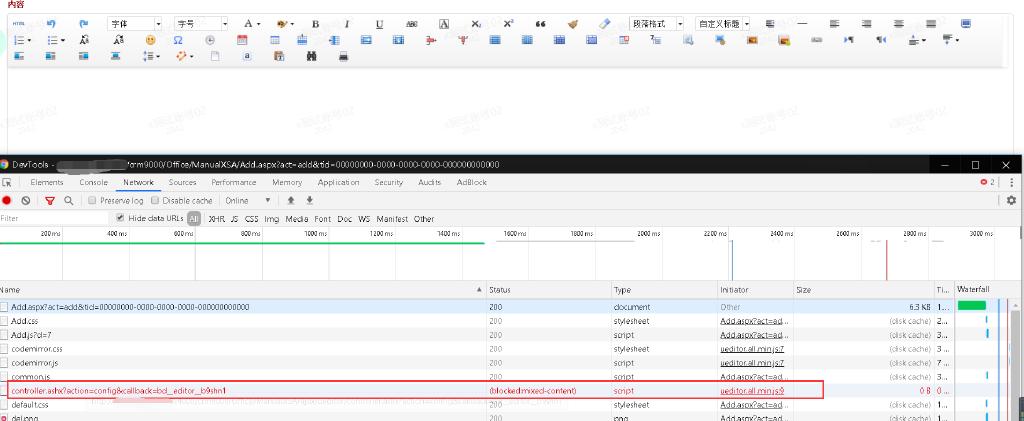 内容
HTML 字体 字号 A B I U ABC A X² X₂ 66 段落格式 自定义标题
DevTools - /crm9000/Office/ManualXSA/Add.aspx?act=add&tid=00000000-0000-0000-0000-000000000000
Elements Console Network Sources Performance Memory Application Security Audits AdBlock 2
Preserve log Disable cache Online
Filter Hide data URLs All XHR JS CSS Img Media Font Doc WS Manifest Other
200 ms 400 ms 600 ms 800 ms 1000 ms 1200 ms 1400 ms 1600 ms 1800 ms 2000 ms 2200 ms 2400 ms 2600 ms 2800 ms 3000 ms
Name Status Type Initiator Size Ti... Waterfall
Add.aspx?act=add&tid=00000000-0000-0000-0000-000000000000 200 document Other 6.3 KB 1...
Add.css 200 stylesheet Add.aspx?act=ad... (disk cache) 2...
Add.js?d=7 200 script Add.aspx?act=ad... (disk cache) 3...
codemirror.css 200 stylesheet ueditor.all.min.js:7 (disk cache) 3...
codemirror.js 200 script ueditor.all.min.js:7 (disk cache) 7...
common.js 200 script Add.aspx?act=ad... (disk cache) 3...
controller.ashx?action=config&callback=bd__editor__b9shn1 (blocked:mixed-content) script ueditor.all.min.js:9 0 B 0...
default.css 200 stylesheet Add.aspx?act=ad... (disk cache) 1...
del.png 200 png Add.aspx?act=ad... (disk cache) 1...